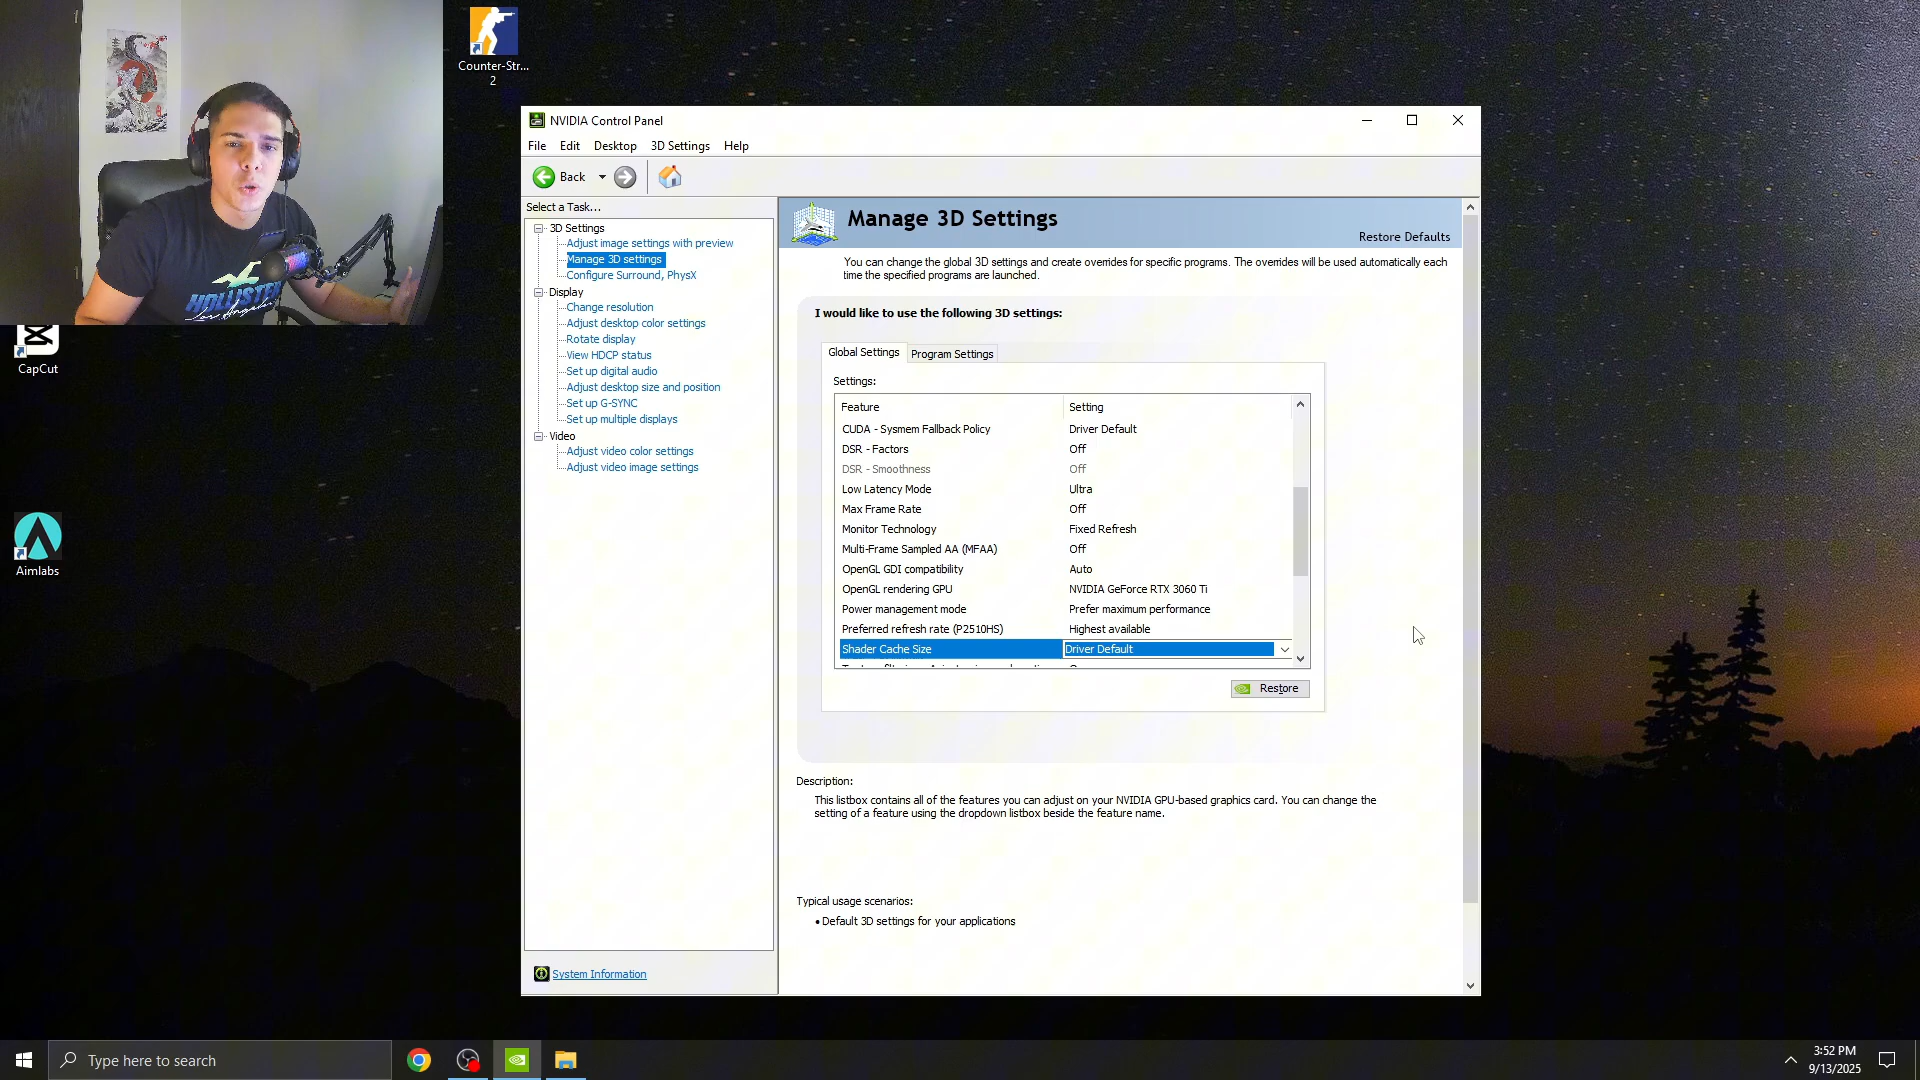 Counter-Str...
2
HOLLISTER
Los Angeles
CapCut
Aimlabs
NVIDIA Control Panel
File Edit Desktop 3D Settings Help
Back
Select a Task...
3D Settings
Adjust image settings with preview
Manage 3D settings
Configure Surround, PhysX
Display
Change resolution
Adjust desktop color settings
Rotate display
View HDCP status
Set up digital audio
Adjust desktop size and position
Set up G-SYNC
Set up multiple displays
Video
Adjust video color settings
Adjust video image settings
System Information
Manage 3D Settings
Restore Defaults
You can change the global 3D settings and create overrides for specific programs. The overrides will be used automatically each
time the specified programs are launched.
I would like to use the following 3D settings:
Global Settings Program Settings
Settings:
Feature Setting
CUDA - Sysmem Fallback Policy Driver Default
DSR - Factors Off
DSR - Smoothness Off
Low Latency Mode Ultra
Max Frame Rate Off
Monitor Technology Fixed Refresh
Multi-Frame Sampled AA (MFAA) Off
OpenGL GDI compatibility Auto
OpenGL rendering GPU NVIDIA GeForce RTX 3060 Ti
Power management mode Prefer maximum performance
Preferred refresh rate (P2510HS) Highest available
Shader Cache Size Driver Default
Restore
Description:
This listbox contains all of the features you can adjust on your NVIDIA GPU-based graphics card. You can change the
setting of a feature using the dropdown listbox beside the feature name.
Typical usage scenarios:
• Default 3D settings for your applications
Type here to search
3:52 PM
9/13/2025